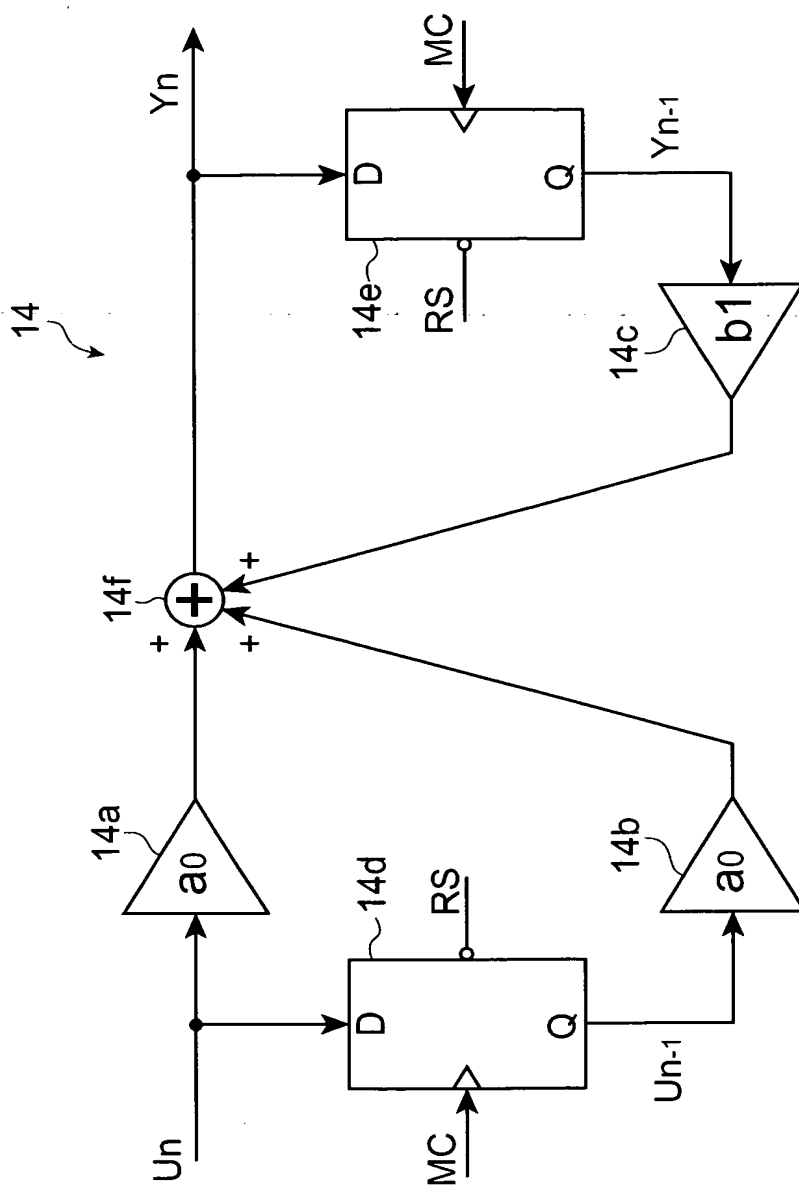 14
Un
14a
a0
+
14f
+
+
+
Yn
D
14d
MC
RS
Q
Un-1
14b
a0
D
14e
RS
MC
Q
Yn-1
14c
b1